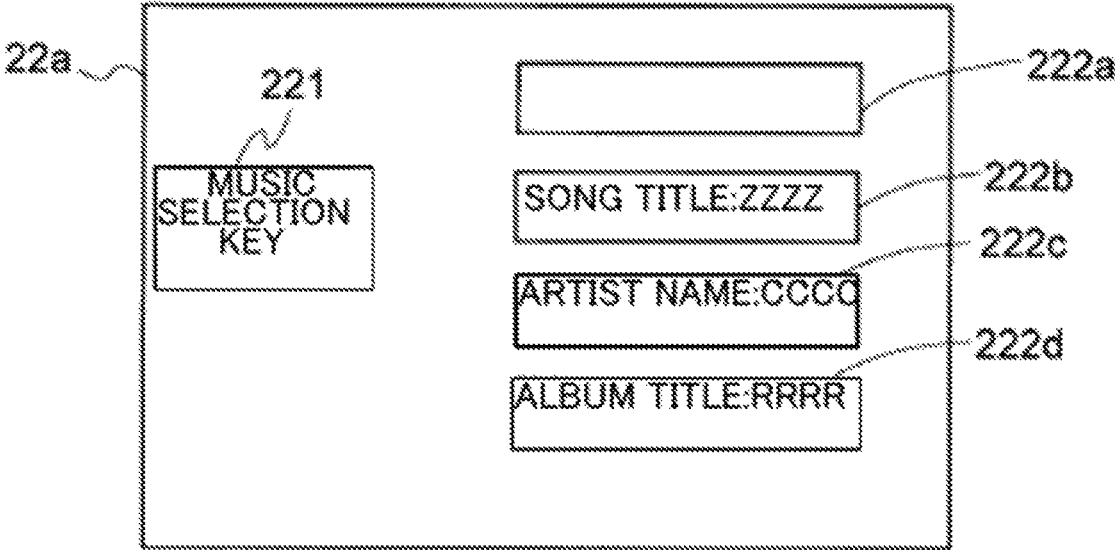 22a
221
222a
MUSIC
SELECTION
KEY
SONG TITLE:ZZZZ
222b
222c
ARTIST NAME:CCCC
222d
ALBUM TITLE:RRRR